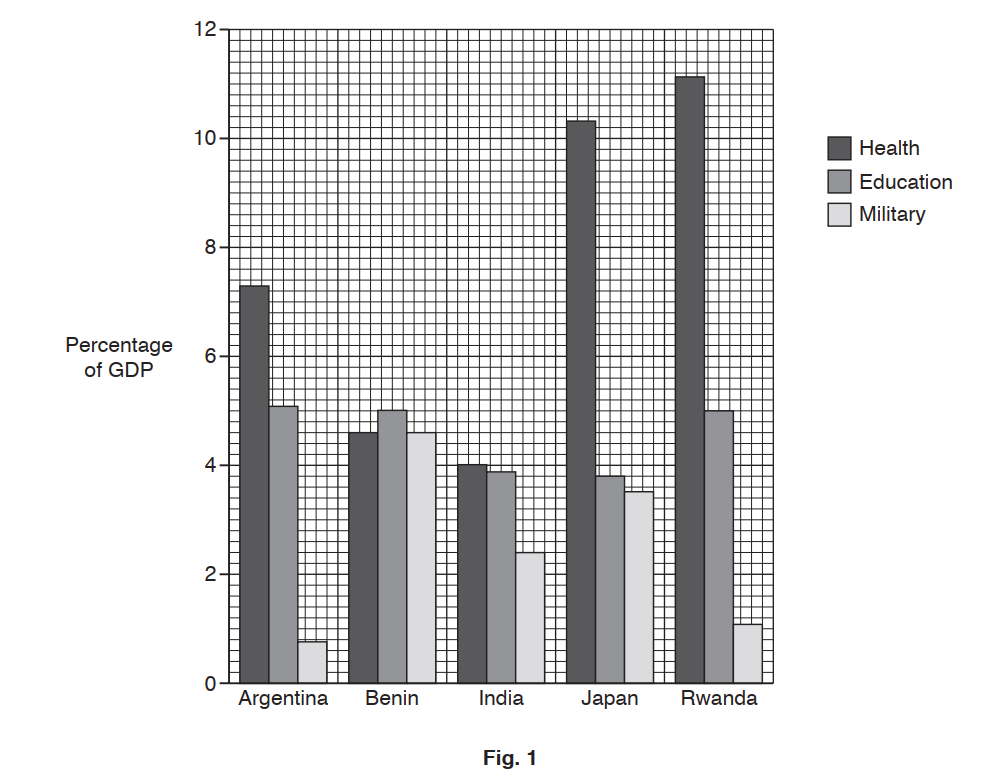 12
10
8
6
4
2
0
Percentage
of GDP
Health
Education
Military
Argentina Benin India Japan Rwanda
Fig. 1